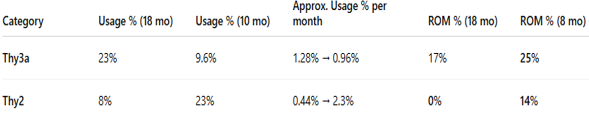 Category Usage % (18 mo) Usage % (10 mo) Approx. Usage % per month ROM % (18 mo) ROM % (8 mo)
Thy3a 23% 9.6% 1.28% → 0.96% 17% 25%
Thy2 8% 23% 0.44% → 2.3% 0% 14%